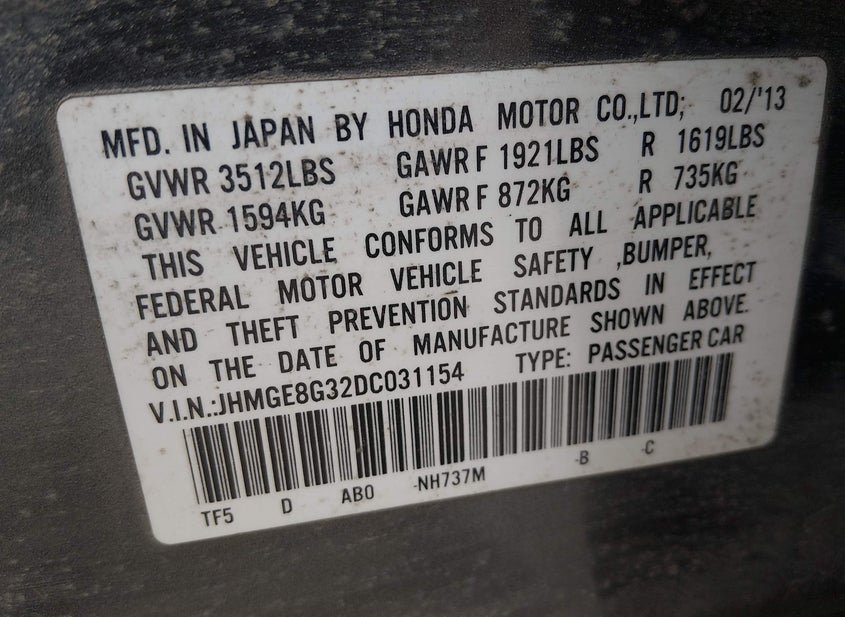 MFD. IN JAPAN BY HONDA MOTOR CO.,LTD; 02/'13
GVWR 3512LBS GAWR F 1921LBS R 1619LBS
GVWR 1594KG GAWR F 872KG R 735KG
THIS VEHICLE CONFORMS TO ALL APPLICABLE
FEDERAL MOTOR VEHICLE SAFETY ,BUMPER,
AND THEFT PREVENTION STANDARDS IN EFFECT
ON THE DATE OF MANUFACTURE SHOWN ABOVE.
V.I.N.:JHMGE8G32DC031154 TYPE: PASSENGER CAR
TF5 D AB0 -NH737M -B -C